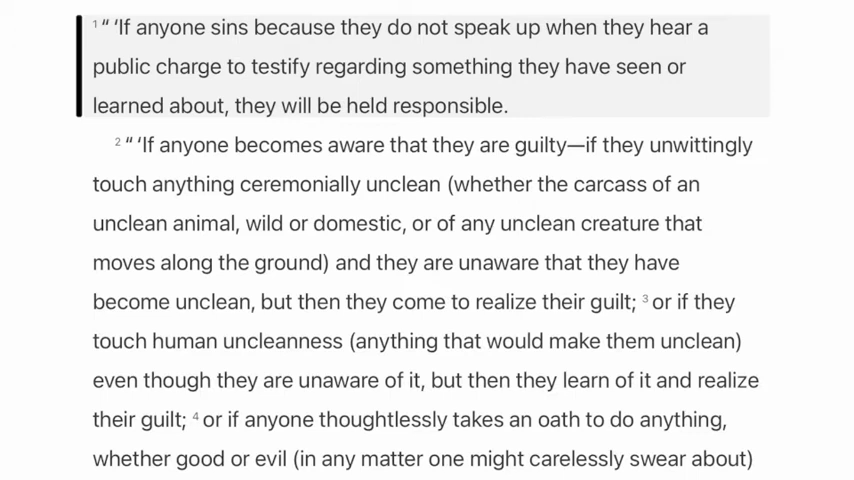 1 “ ‘If anyone sins because they do not speak up when they hear a
public charge to testify regarding something they have seen or
learned about, they will be held responsible.
2 “ ‘If anyone becomes aware that they are guilty—if they unwittingly
touch anything ceremonially unclean (whether the carcass of an
unclean animal, wild or domestic, or of any unclean creature that
moves along the ground) and they are unaware that they have
become unclean, but then they come to realize their guilt; 3 or if they
touch human uncleanness (anything that would make them unclean)
even though they are unaware of it, but then they learn of it and realize
their guilt; 4 or if anyone thoughtlessly takes an oath to do anything,
whether good or evil (in any matter one might carelessly swear about)